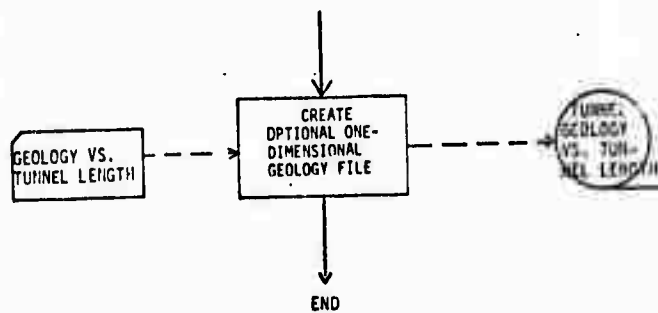 CREATE
OPTIONAL ONE-
DIMENSIONAL
GEOLOGY FILE
GEOLOGY VS.
TUNNEL LENGTH
TUNNEL
GEOLOGY
VS. TUN-
NEL LENGTH
END